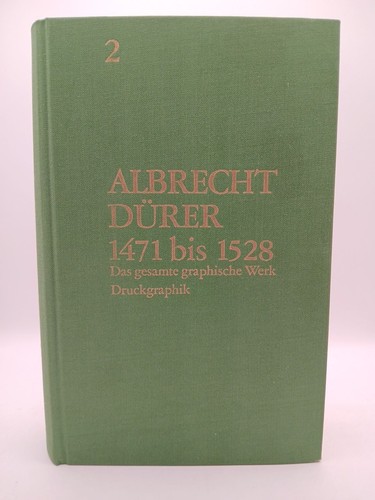 2
ALBRECHT
DÜRER
1471 bis 1528
Das gesamte graphische Werk
Druckgraphik